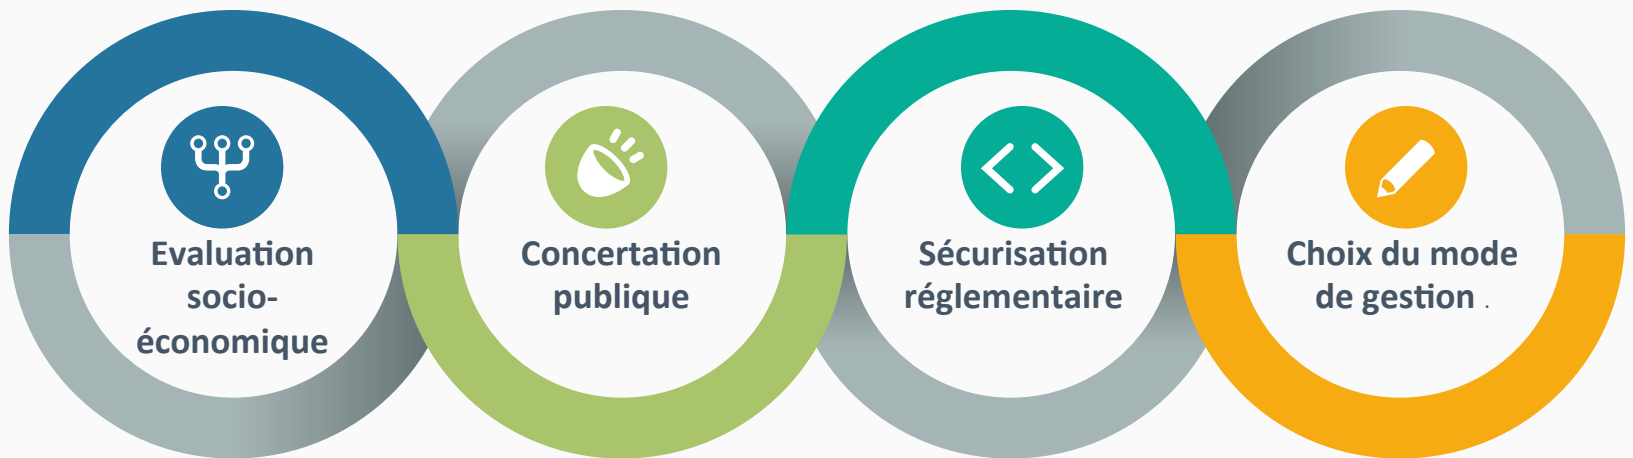 Evaluation
socio-
économique
Concertation
publique
Sécurisation
réglementaire
Choix du mode
de gestion .